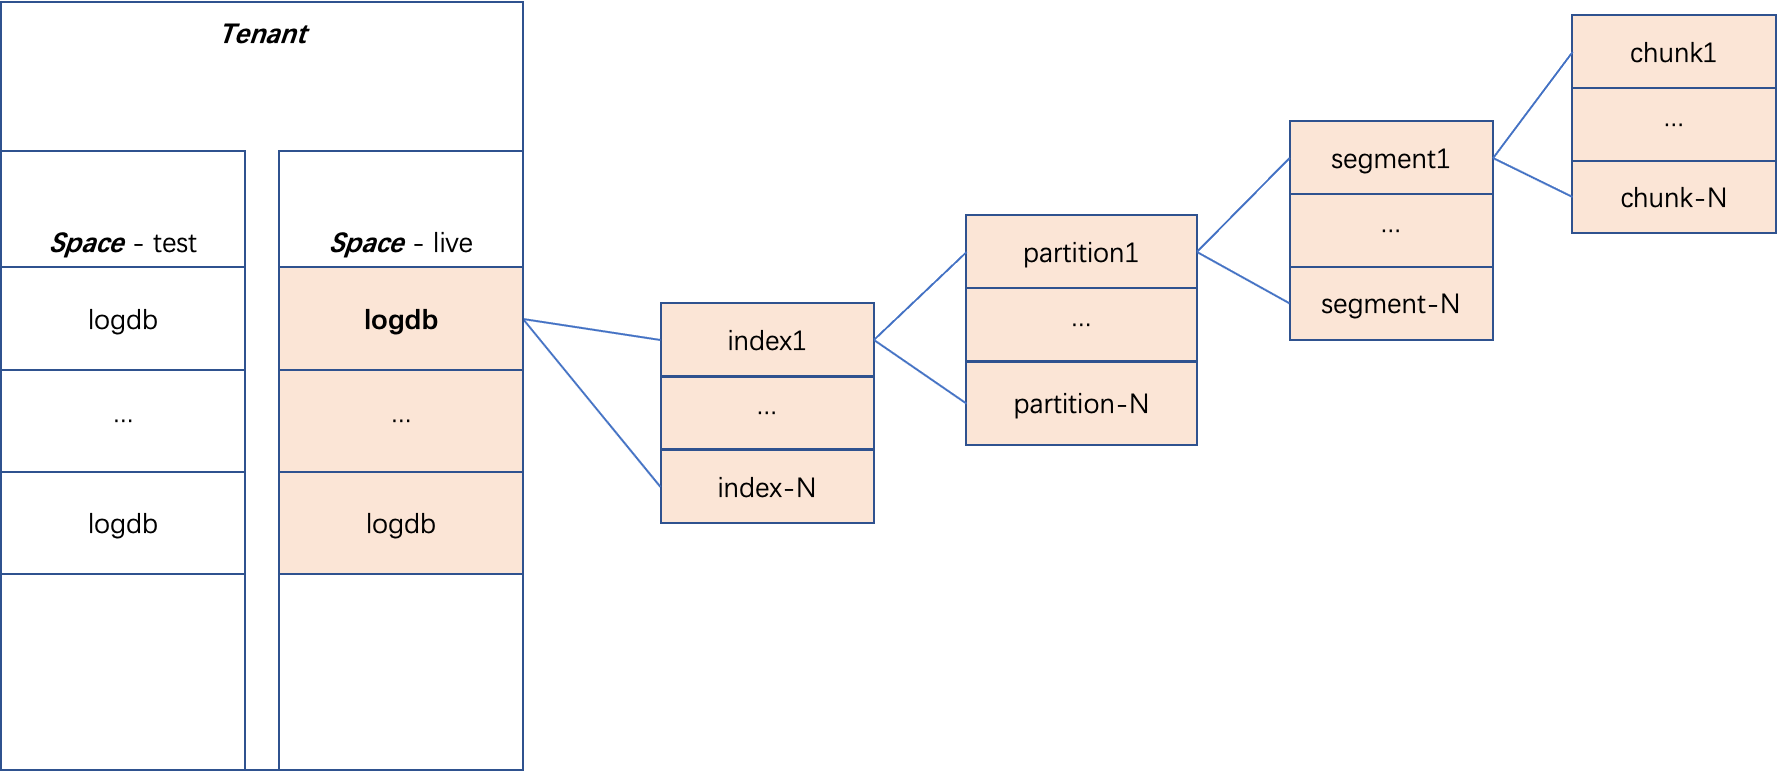 Tenant
Space - test
logdb
...
logdb
Space - live
logdb
...
logdb
index1
...
index-N
partition1
...
partition-N
segment1
...
segment-N
chunk1
...
chunk-N